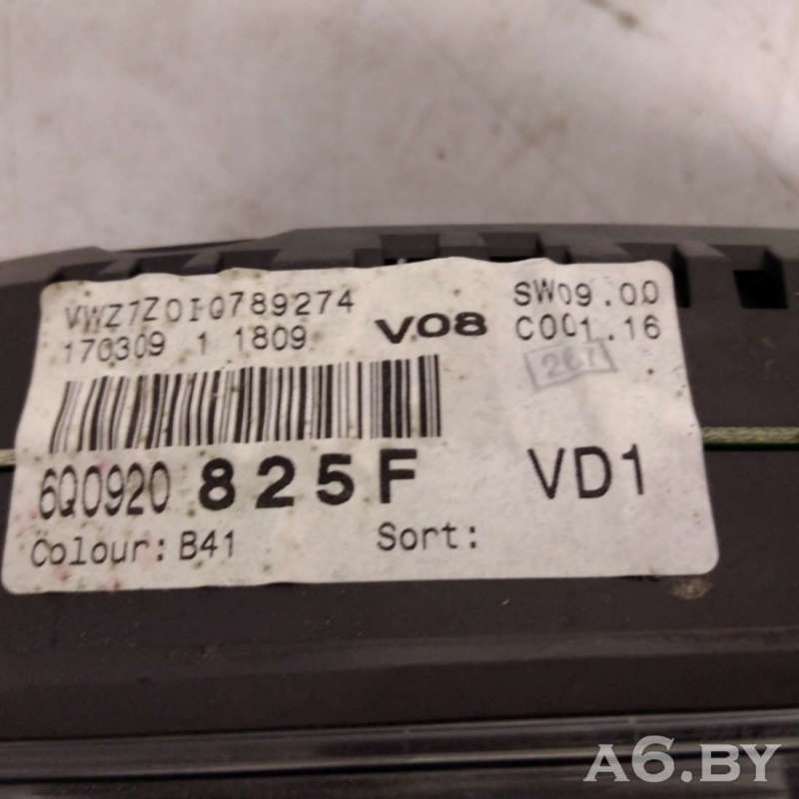 VWZ7Z0I0789274
170309 1 1809
V08
SW09.00
C001.16
267
6Q0920 825F
VD1
Colour: B41
Sort:
A6.BY